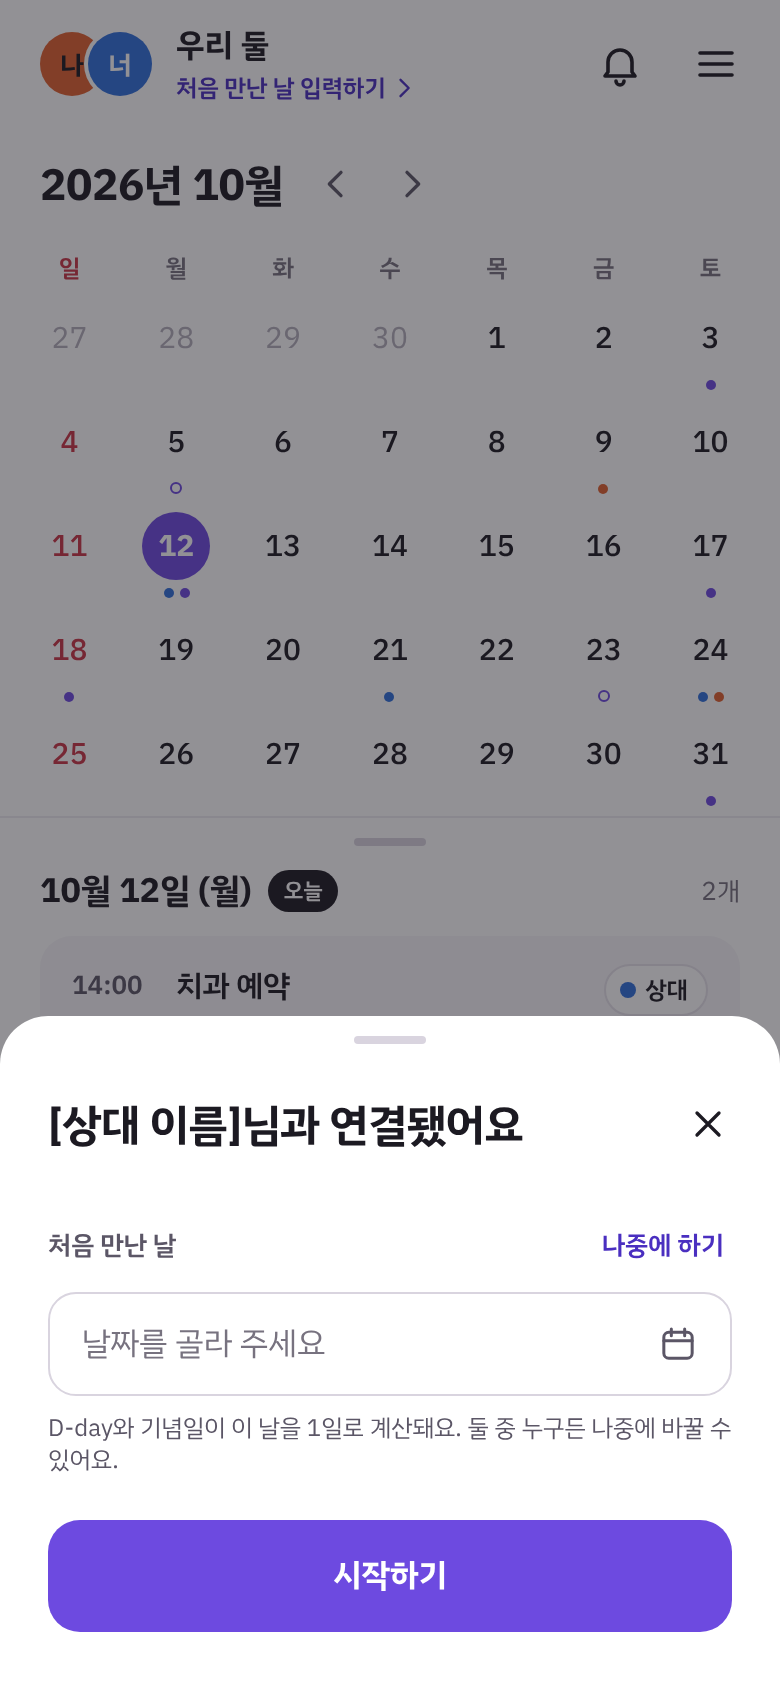 나 너 우리 둘
처음 만난 날 입력하기
2026년 10월
일 월 화 수 목 금 토
27 28 29 30 1 2 3
4 5 6 7 8 9 10
11 12 13 14 15 16 17
18 19 20 21 22 23 24
25 26 27 28 29 30 31
10월 12일 (월) 오늘 2개
14:00 치과 예약 상대
[상대 이름]님과 연결됐어요
처음 만난 날 나중에 하기
날짜를 골라 주세요
D-day와 기념일이 이 날을 1일로 계산돼요. 둘 중 누구든 나중에 바꿀 수
있어요.
시작하기